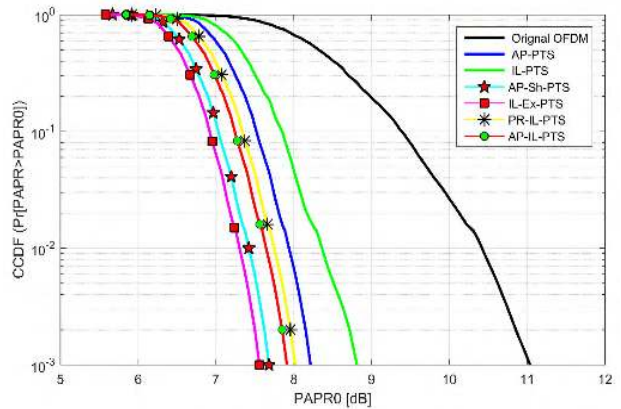 10⁰
10⁻¹
10⁻²
10⁻³
CCDF (Pr[PAPR>PAPR0])
5 6 7 8 9 10 11 12
PAPR0 [dB]
Orignal OFDM
AP-PTS
IL-PTS
AP-Sh-PTS
IL-Ex-PTS
PR-IL-PTS
AP-IL-PTS